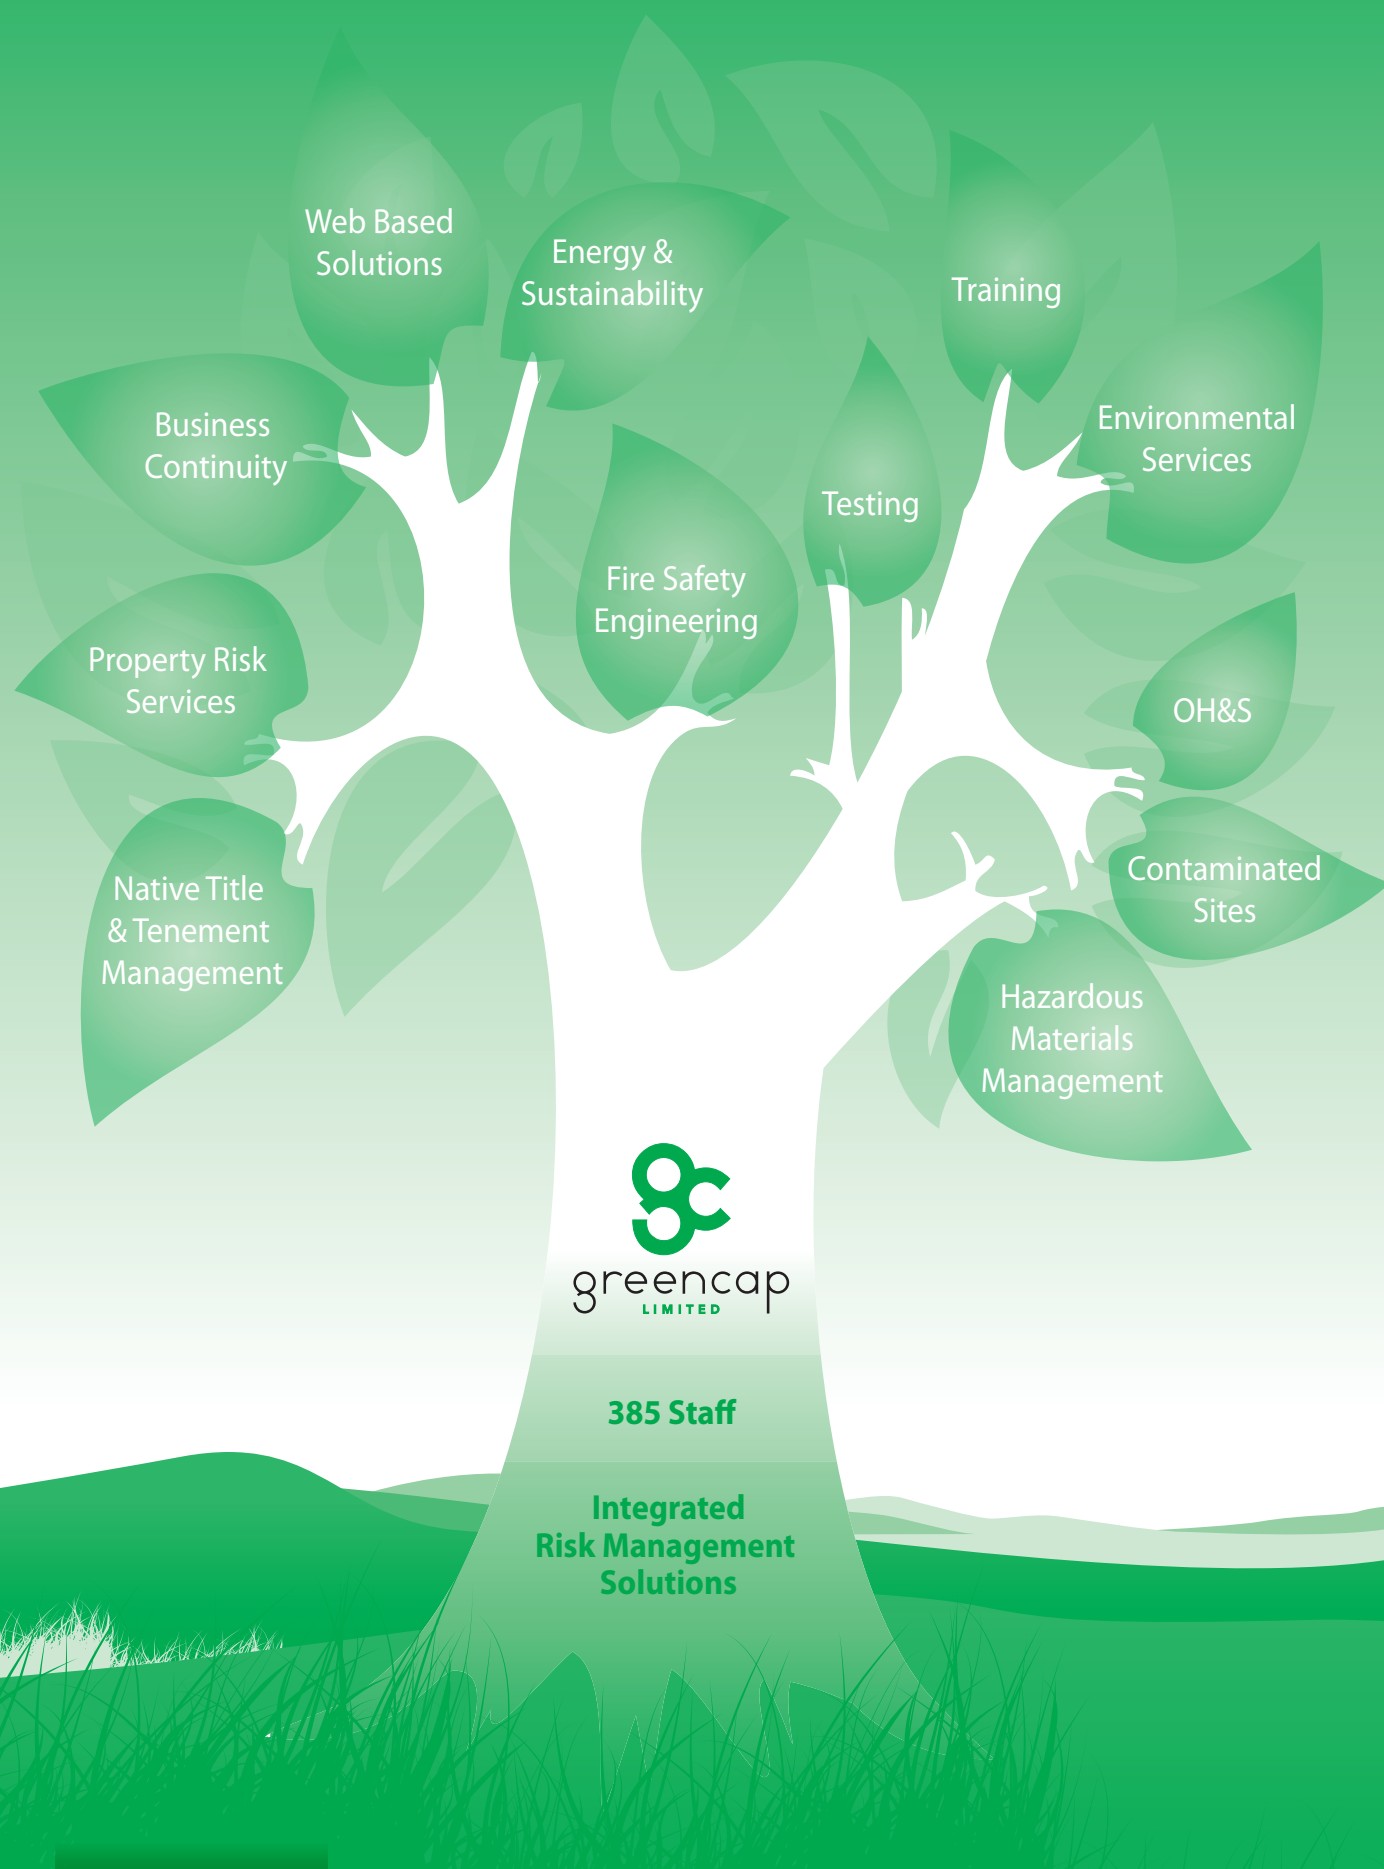 Web Based
Solutions
Energy &
Sustainability
Training
Environmental
Services
Business
Continuity
Testing
Fire Safety
Engineering
Property Risk
Services
OH&S
Native Title
& Tenement
Management
Contaminated
Sites
Hazardous
Materials
Management
gc
greencap
LIMITED
385 Staff
Integrated
Risk Management
Solutions